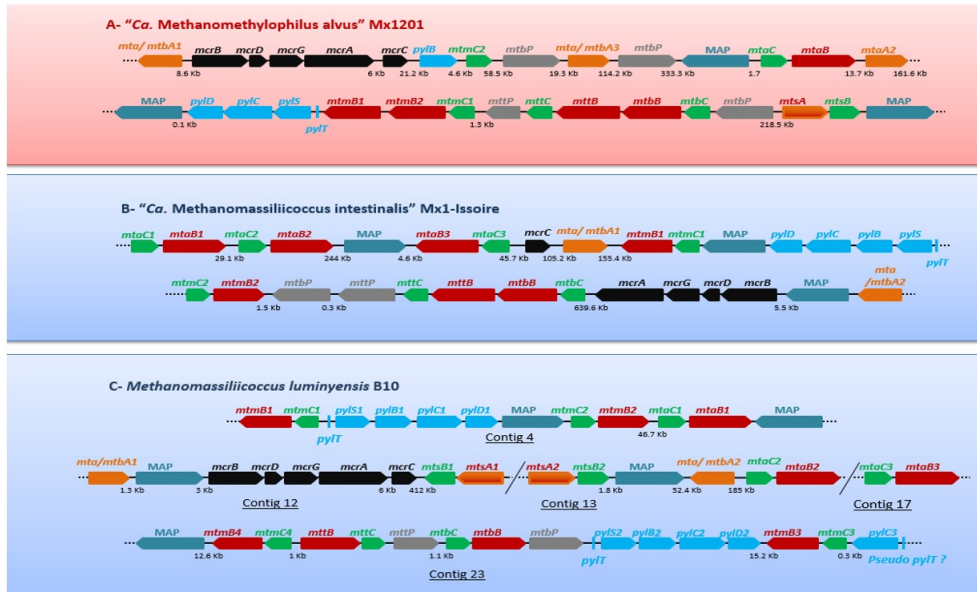 A- “Ca. Methanomethylophilus alvus” Mx1201
mta/ mtbA1 mcrB mcrD mcrG mcrA mcrC pylB mtmC2 mtbP mta/ mtbA3 mtbP MAP mtaC mtaB mtaA2
8.6 Kb 6 Kb 21.2 Kb 4.6 Kb 58.5 Kb 19.3 Kb 114.2 Kb 333.3 Kb 1.7 13.7 Kb 161.6 Kb
MAP pylD pylC pylS mtmB1 mtmB2 mtmC1 mttP mttC mttB mtbB mtbC mtbP mtsA mtsB MAP
0.1 Kb pylT 1.3 Kb 218.5 Kb
B- “Ca. Methanomassiliicoccus intestinalis” Mx1-Issoire
mtaC1 mtaB1 mtaC2 mtaB2 MAP mtaB3 mtaC3 mcrC mta/ mtbA1 mtmB1 mtmC1 MAP pylD pylC pylB pylS
29.1 Kb 244 Kb 4.6 Kb 45.7 Kb 105.2 Kb 155.4 Kb pylT
mtmC2 mtmB2 mtbP mttP mttC mttB mtbB mtbC mcrA mcrG mcrD mcrB MAP mta /mtbA2
1.5 Kb 0.3 Kb 639.6 Kb 5.5 Kb
C- Methanomassiliicoccus luminyensis B10
mtmB1 mtmC1 pylS1 pylB1 pylC1 pylD1 MAP mtmC2 mtmB2 mtaC1 mtaB1 MAP
pylT Contig 4 46.7 Kb
mta/mtbA1 MAP mcrB mcrD mcrG mcrA mcrC mtsB1 mtsA1 mtsA2 mtsB2 MAP mta/ mtbA2 mtaC2 mtaB2 mtaC3 mtaB3
1.3 Kb 3 Kb 6 Kb 412 Kb 1.8 Kb 52.4 Kb 185 Kb
Contig 12 Contig 13 Contig 17
MAP mtmB4 mtmC4 mttB mttC mttP mtbC mtbB mtbP pylS2 pylB2 pylC2 pylD2 mtmB3 mtmC3 pylC3
12.6 Kb 1 Kb 1.1 Kb pylT 15.2 Kb 0.3 Kb Pseudo pylT ?
Contig 23